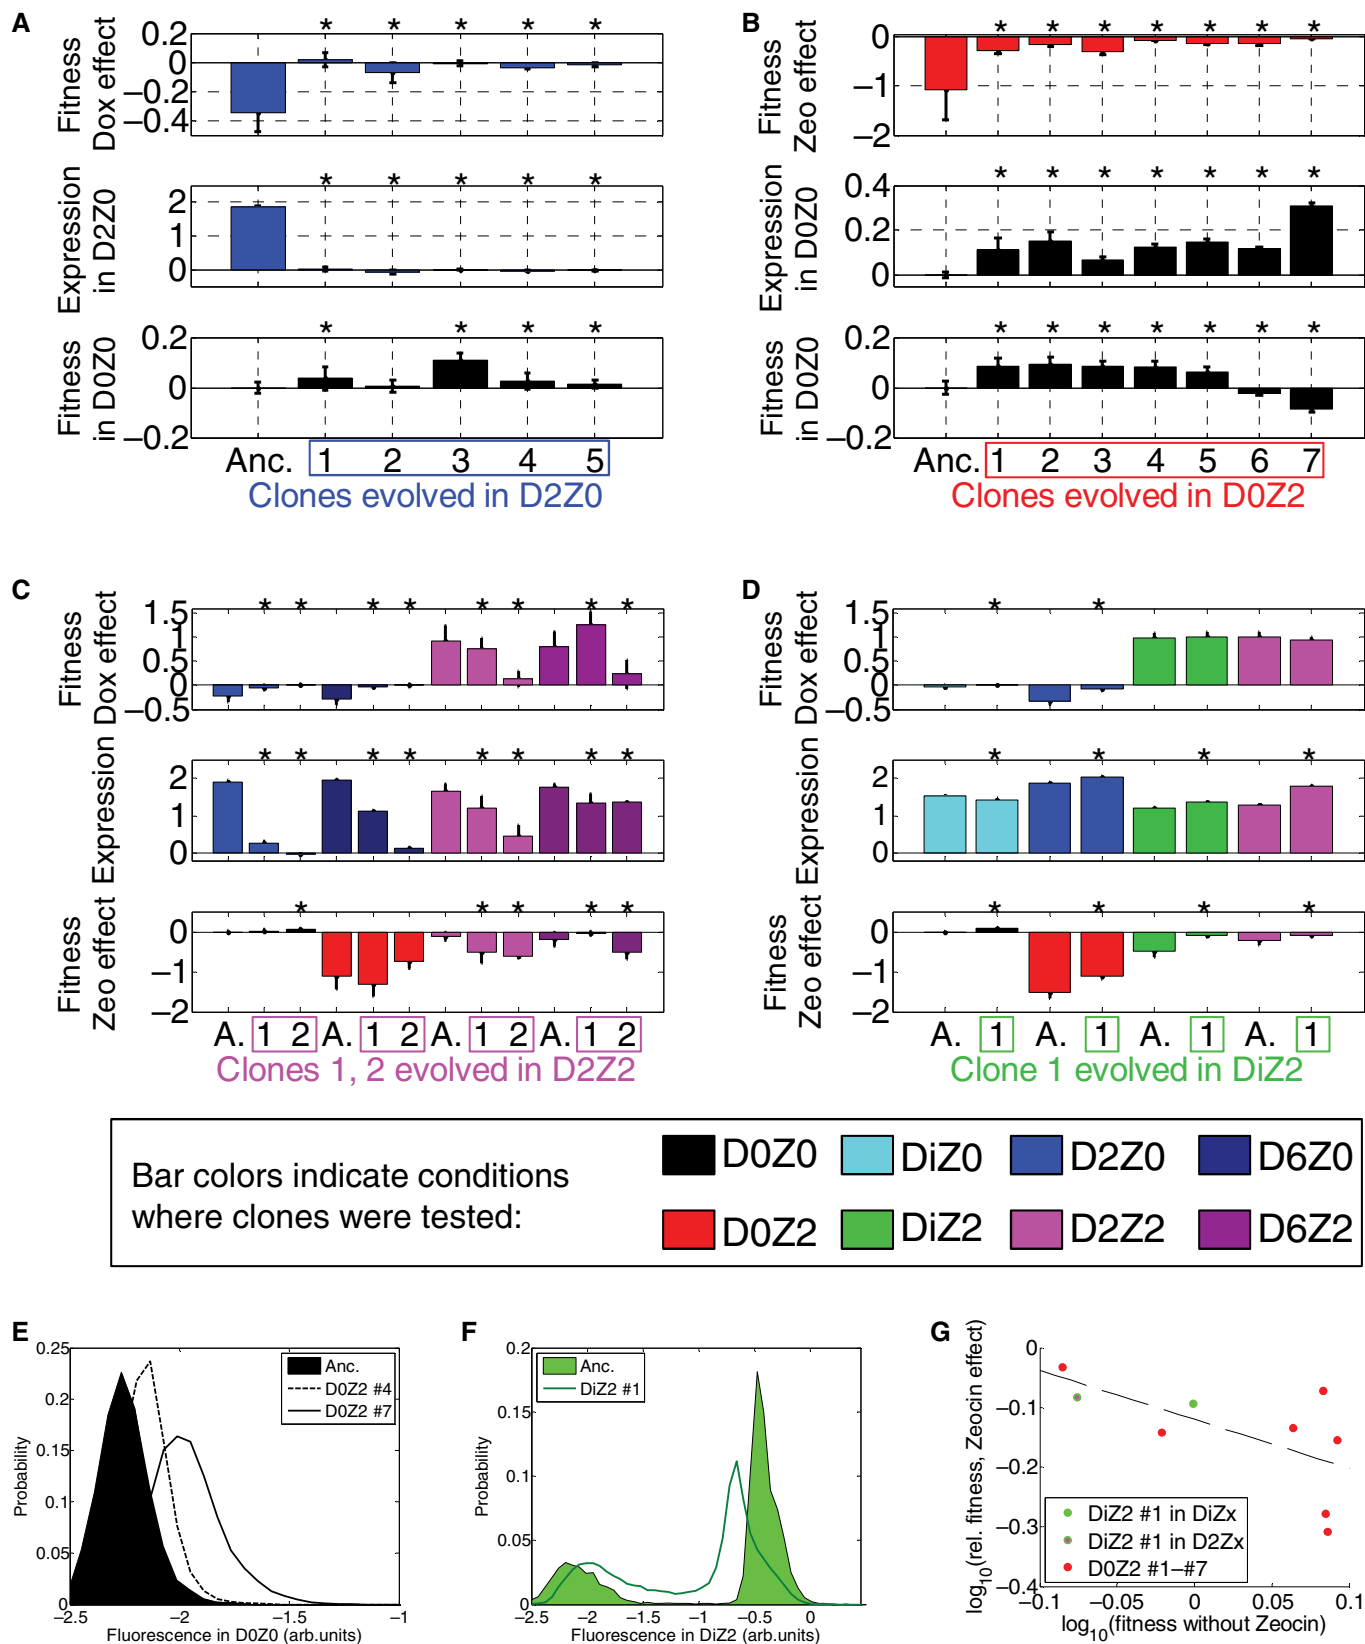 A
Fitness
Dox effect
0.2
0
−0.2
−0.4
* * * * *
Expression
in D2Z0
2
1
0
* * * * *
Fitness
in D0Z0
0.2
0
−0.2
* * * *
Anc. 1 2 3 4 5
Clones evolved in D2Z0
B
Fitness
Zeo effect
0
−1
−2
* * * * * * *
Expression
in D0Z0
0.4
0.2
0
* * * * * * *
Fitness
in D0Z0
0.2
0
−0.2
* * * * * * *
Anc. 1 2 3 4 5 6 7
Clones evolved in D0Z2
C
Fitness
Dox effect
1.5
1
0.5
0
−0.5
* * * * * * * *
Expression
2
1
0
* * * * * * * *
Fitness
Zeo effect
0
−1
−2
* * * * *
A. 1 2 A. 1 2 A. 1 2 A. 1 2
Clones 1, 2 evolved in D2Z2
D
Fitness
Dox effect
1.5
1
0.5
0
−0.5
* *
Expression
2
1
0
* * * *
Fitness
Zeo effect
0
−1
−2
* * * *
A. 1 A. 1 A. 1 A. 1
Clone 1 evolved in DiZ2
Bar colors indicate conditions
where clones were tested:
D0Z0 DiZ0 D2Z0 D6Z0
D0Z2 DiZ2 D2Z2 D6Z2
E
Probability
0.25
0.2
0.15
0.1
0.05
0
Anc.
D0Z2 #4
D0Z2 #7
−2.5 −2 −1.5 −1
Fluorescence in D0Z0 (arb.units)
F
Probability
0.2
0.15
0.1
0.05
0
Anc.
DiZ2 #1
−2.5 −2 −1.5 −1 −0.5 0
Fluorescence in DiZ2 (arb.units)
G
log10(rel. fitness, Zeocin effect)
0
−0.1
−0.2
−0.3
−0.4
DiZ2 #1 in DiZx
DiZ2 #1 in D2Zx
D0Z2 #1−#7
−0.1 −0.05 0 0.05 0.1
log10(fitness without Zeocin)